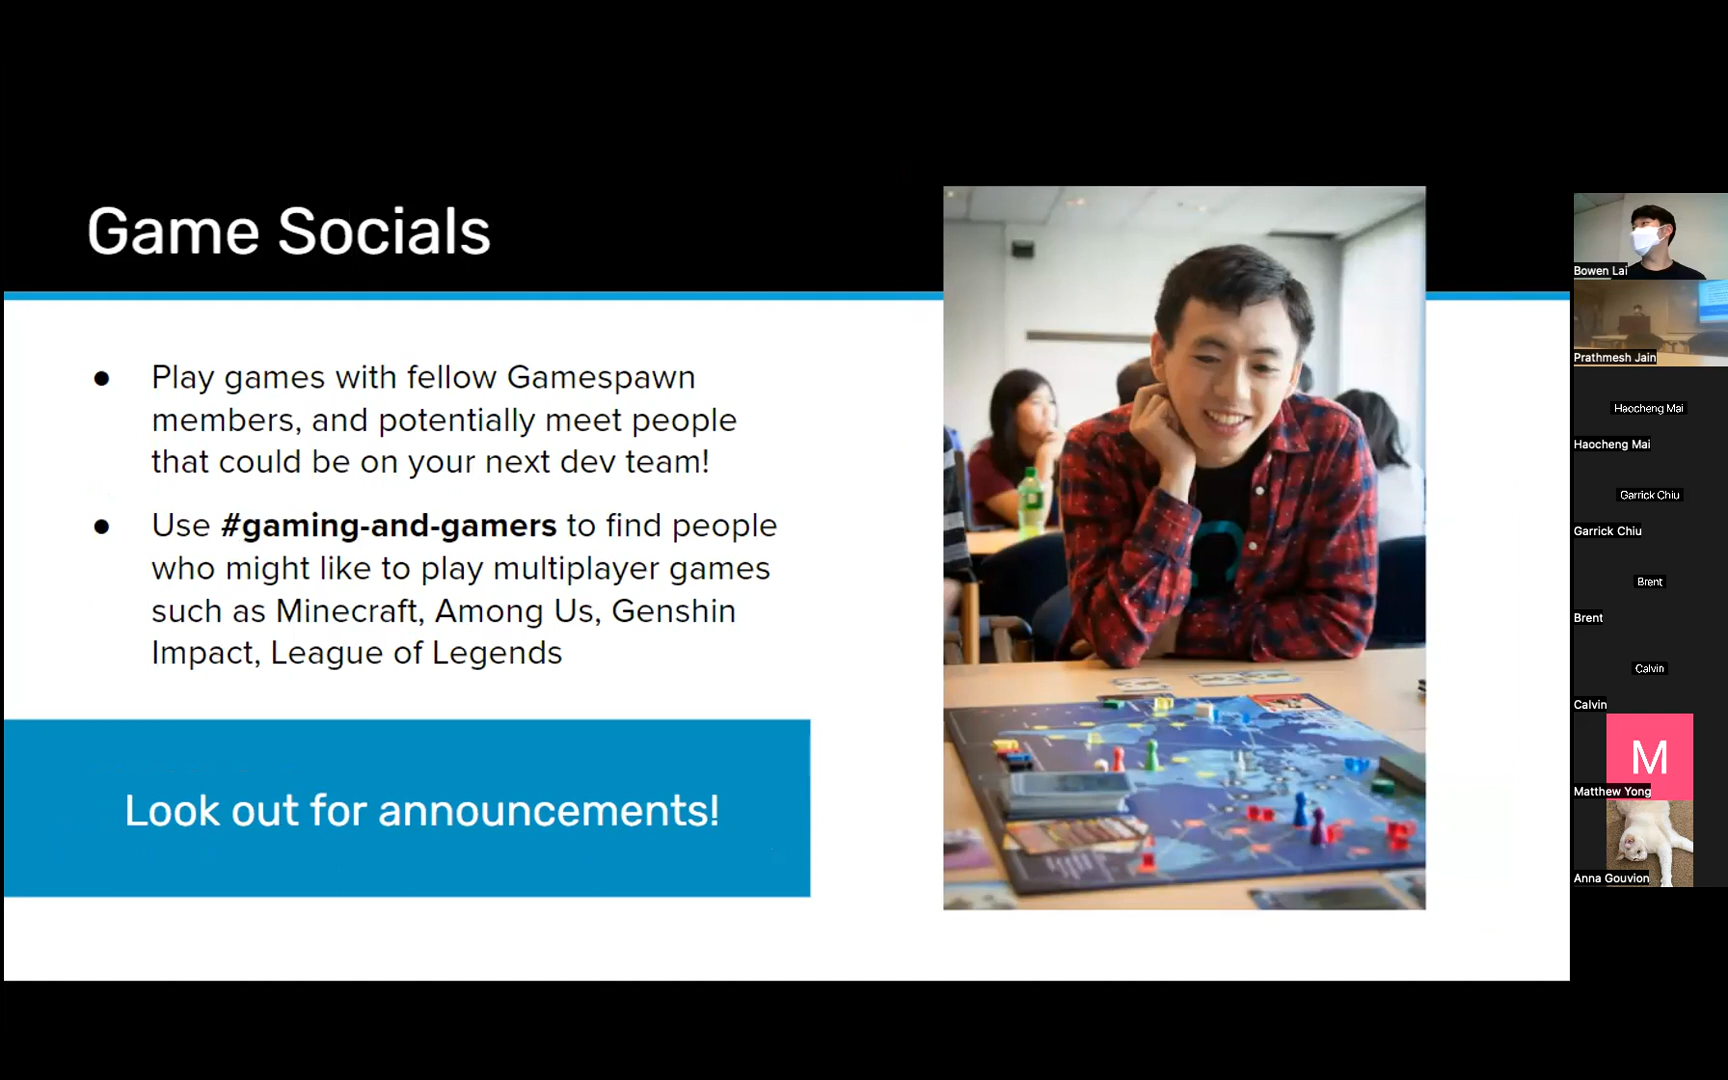 Game Socials
● Play games with fellow Gamespawn
members, and potentially meet people
that could be on your next dev team!
● Use #gaming-and-gamers to find people
who might like to play multiplayer games
such as Minecraft, Among Us, Genshin
Impact, League of Legends
Look out for announcements!
Bowen Lai
Prathmesh Jain
Haocheng Mai
Haocheng Mai
Garrick Chiu
Garrick Chiu
Brent
Brent
Calvin
Calvin
M
Matthew Yong
Anna Gouvion